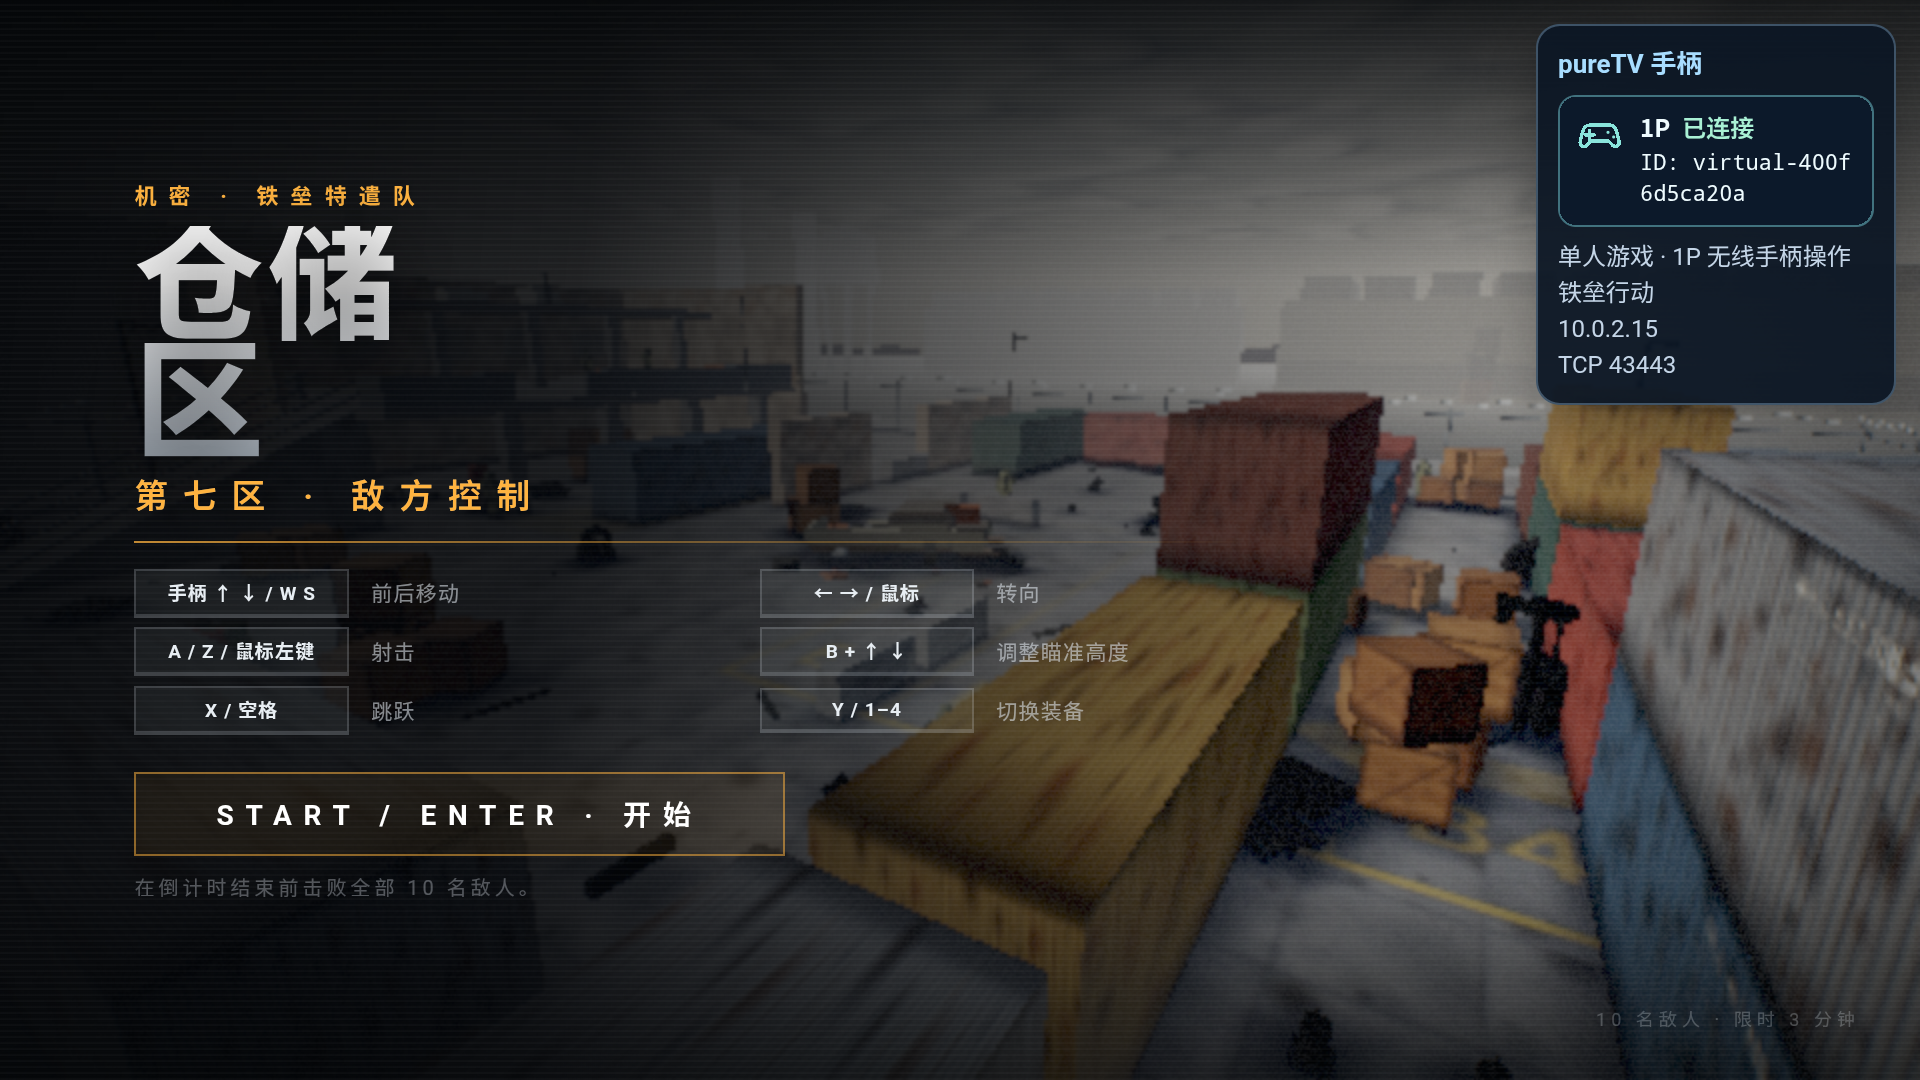 机密 · 铁垒特遣队
仓储
区
第七区 · 敌方控制
手柄 ↑ ↓ / W S 前后移动
← → / 鼠标 转向
A / Z / 鼠标左键 射击
B + ↑ ↓ 调整瞄准高度
X / 空格 跳跃
Y / 1–4 切换装备
START / ENTER · 开始
在倒计时结束前击败全部 10 名敌人。
pureTV 手柄
1P 已连接
ID: virtual-400f
6d5ca20a
单人游戏 · 1P 无线手柄操作
铁垒行动
10.0.2.15
TCP 43443
34
10 名敌人 · 限时 3 分钟